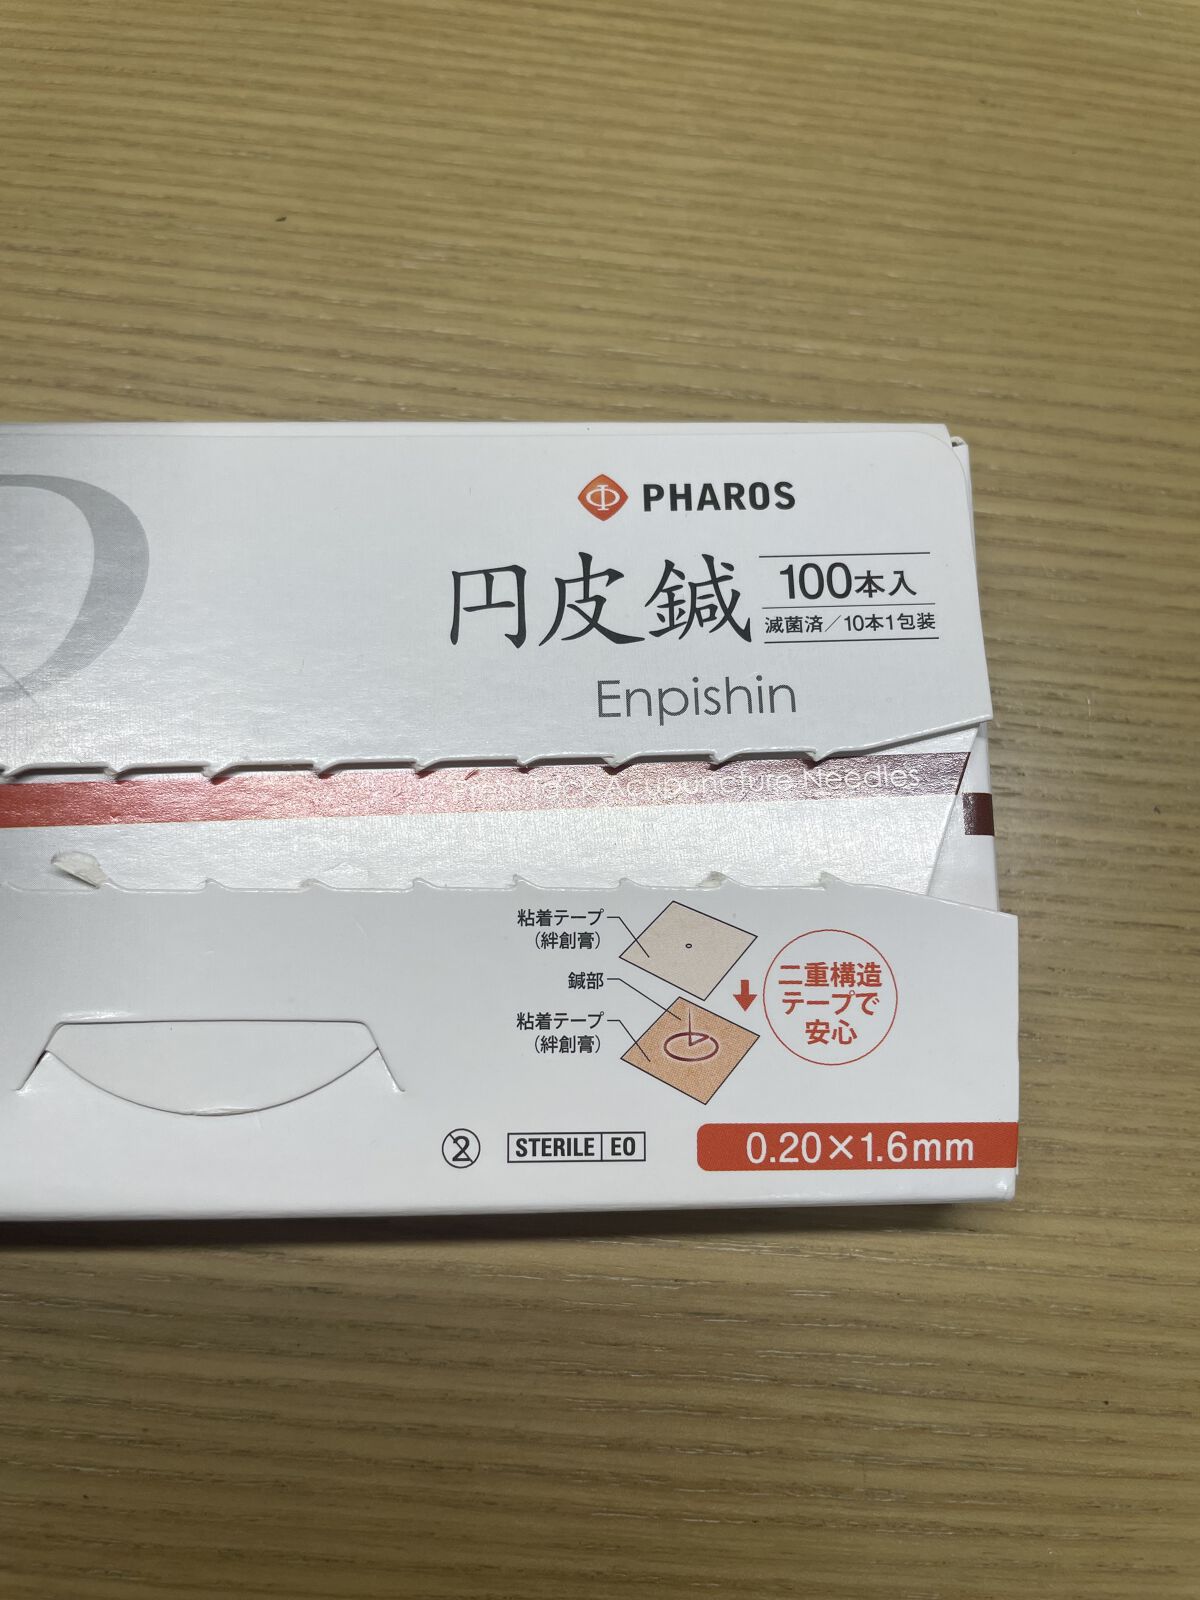 PHAROS
円皮鍼
100本入
滅菌済／10本1包装
Enpishin
Press Tack Acupuncture Needles
粘着テープ
（絆創膏）
鍼部
粘着テープ
（絆創膏）
二重構造
テープで
安心
2
STERILE EO
0.20×1.6mm